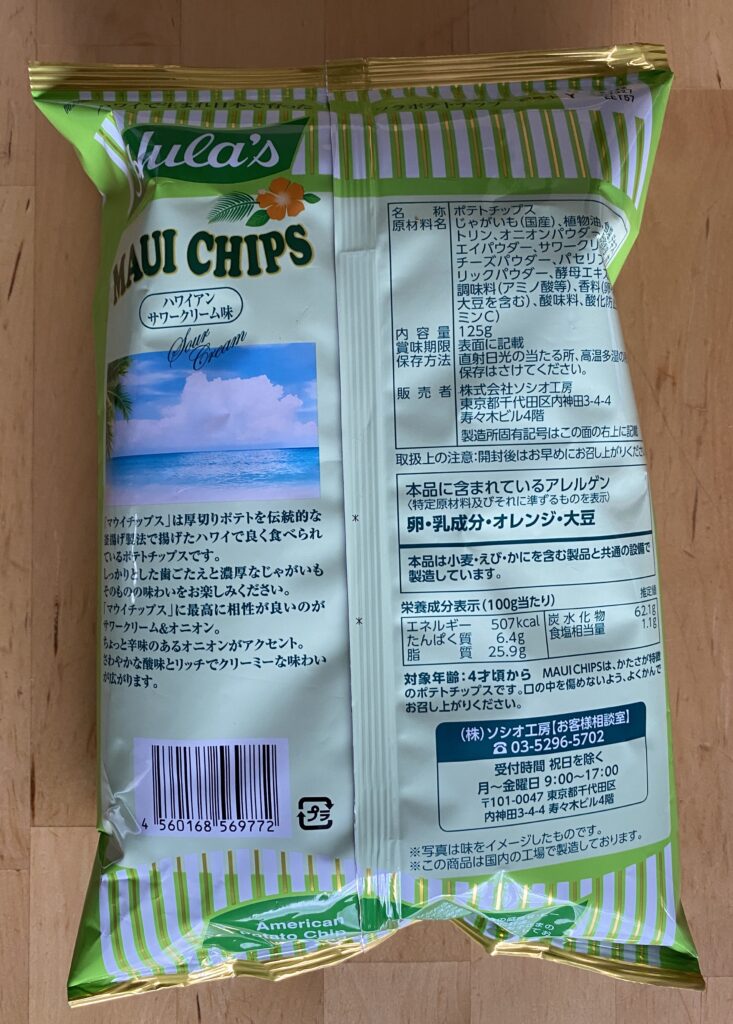 ハワイで生まれ日本で育った
フラポテトチップ
EE167
Hula's
MAUI CHIPS
ハワイアン
サワークリーム味
Sour
Cream
「マウイチップス」は厚切りポテトを伝統的な
釜揚げ製法で揚げたハワイで良く食べられ
ているポテトチップスです。
しっかりとした歯ごたえと濃厚なじゃがいも
そのものの味わいをお楽しみください。
「マウイチップス」に最高に相性が良いのが
サワークリーム&オニオン。
ちょっと辛味のあるオニオンがアクセント。
さわやかな酸味とリッチでクリーミーな味わい
が広がります。
4 560168 569772
プラ
名称 ポテトチップス
原材料名 じゃがいも(国産)、植物油、
トリン、オニオンパウダー、
エイパウダー、サワークリ
チーズパウダー、パセリ、
リックパウダー、酵母エキ
調味料(アミノ酸等)、香料(卵
大豆を含む)、酸味料、酸化防
ミンC)
内容量 125g
賞味期限 表面に記載
保存方法 直射日光の当たる所、高温多湿の
保存はさけてください。
販売者 株式会社ソシオ工房
東京都千代田区内神田3-4-4
寿々木ビル4階
製造所固有記号はこの面の右上に記載
取扱上の注意:開封後はお早めにお召し上がりくださ
本品に含まれているアレルゲン
(特定原材料及びそれに準ずるものを表示)
卵・乳成分・オレンジ・大豆
本品は小麦・えび・かにを含む製品と共通の設備で
製造しています。
栄養成分表示(100g当たり) 推定値
エネルギー 507kcal 炭水化物 62.1g
たんぱく質 6.4g 食塩相当量 1.1g
脂質 25.9g
対象年齢:4才頃から MAUI CHIPSは、かたさが特徴
のポテトチップスです。口の中を傷めないよう、よくかんで
お召し上がりください。
(株)ソシオ工房【お客様相談室】
☎03-5296-5702
受付時間 祝日を除く
月〜金曜日 9:00〜17:00
〒101-0047 東京都千代田区
内神田3-4-4 寿々木ビル4階
※写真は味をイメージしたものです。
※この商品は国内の工場で製造しております。
American
Potato Chip